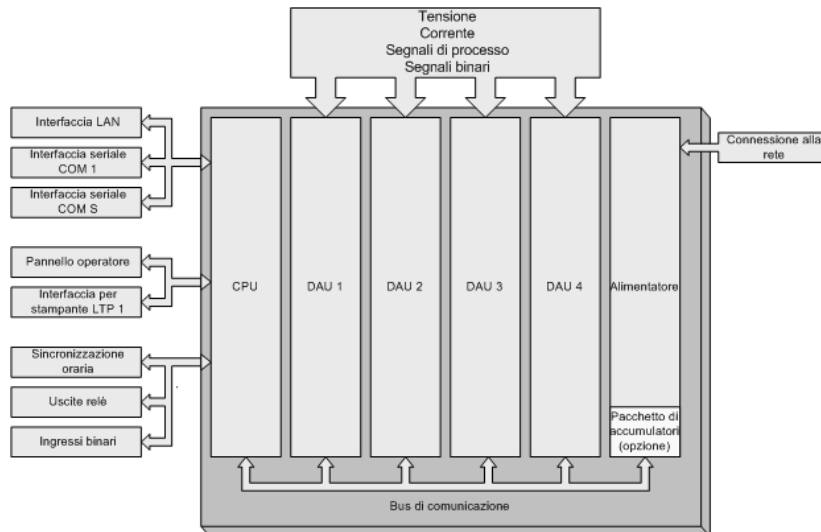 Tensione
Corrente
Segnali di processo
Segnali binari
Interfaccia LAN
Interfaccia seriale
COM 1
Interfaccia seriale
COM S
Pannello operatore
Interfaccia per
stampante LTP 1
Sincronizzazione
oraria
Uscite relè
Ingressi binari
CPU
DAU 1
DAU 2
DAU 3
DAU 4
Alimentatore
Pacchetto di
accumulatori
(opzione)
Connessione alla
rete
Bus di comunicazione